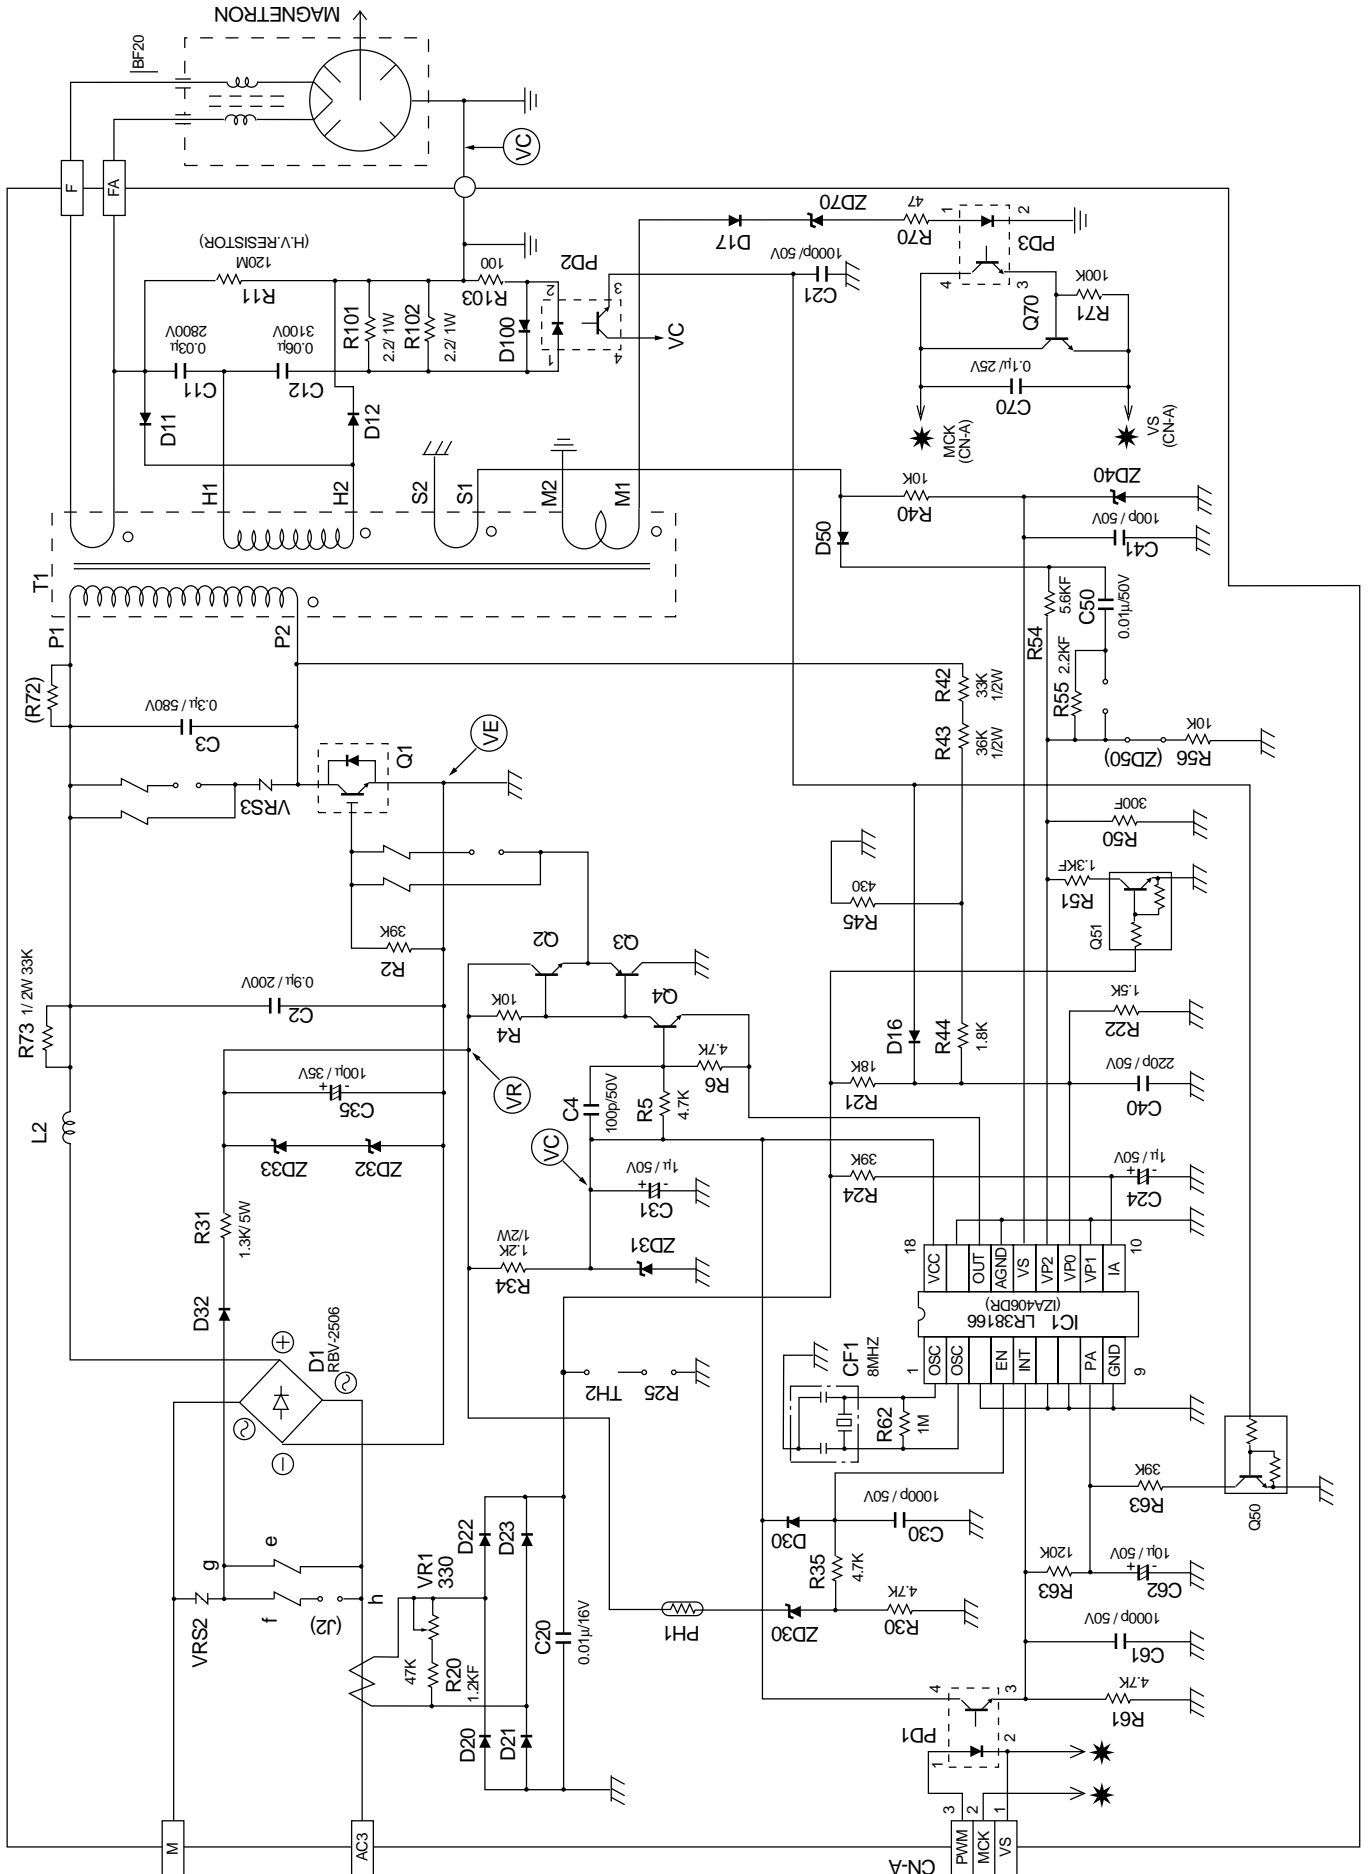 MAGNETRON
BF20
F
FA
VC
(H.V.RESISTOR)
120M
R11
0.03µ
2800V
C11
0.06µ
3100V
C12
D11
D12
R101
2.2/ 1W
R102
2.2/ 1W
100
R103
D100
PD2
1
2
3
4
VC
D17
ZD70
47
R70
1
2
PD3
4
3
1000p/ 50V
C21
Q70
100K
R71
0.1µ/ 25V
C70
MCK
(CN-A)
VS
(CN-A)
H1
H2
S2
S1
M2
M1
T1
P1
P2
10K
R40
ZD40
D50
100p / 50V
C41
R54
5.6KF
C50
0.01µ/50V
R55
2.2KF
(ZD50)
10K
R56
(R72)
0.3µ/ 580V
C3
VRS3
Q1
VE
R42
33K
1/2W
R43
36K
1/2W
300F
R50
1.3KF
R51
Q51
430
R45
39K
R2
Q2
Q3
Q4
R73 1/ 2W 33K
0.9µ / 200V
C2
10K
R4
4.7K
R6
R5
4.7K
C4
100p/50V
D16
R44
1.8K
1.5K
R22
18K
R21
220p / 50V
C40
39K
R24
1µ / 50V
C24
L2
100µ / 35V
+ -
C35
ZD33
ZD32
VR
VC
1µ / 50V
+ -
C31
R31
1.3K/ 5W
1.2K
1/2W
R34
ZD31
D32
D1
RBV-2506
TH2
R25
CF1
8MHZ
R62
1M
18
VCC
OUT
AGND
VS
VP2
VP0
VP1
IA
10
IC1 LR38166
(IZA406DR)
1
OSC
OSC
EN
INT
PA
GND
9
39K
R63
Q50
D30
1000p / 50V
C30
R35
4.7K
120K
R63
10µ / 50V
+ -
C62
PH1
ZD30
4.7K
R30
1000p / 50V
C61
g
e
f
(J2)
h
VRS2
VR1
330
47K
R20
1.2KF
D22
D23
D20
D21
C20
0.01µ/16V
PD1
4
3
1
2
4.7K
R61
M
AC3
3
2
1
PWM
MCK
VS
CN-A